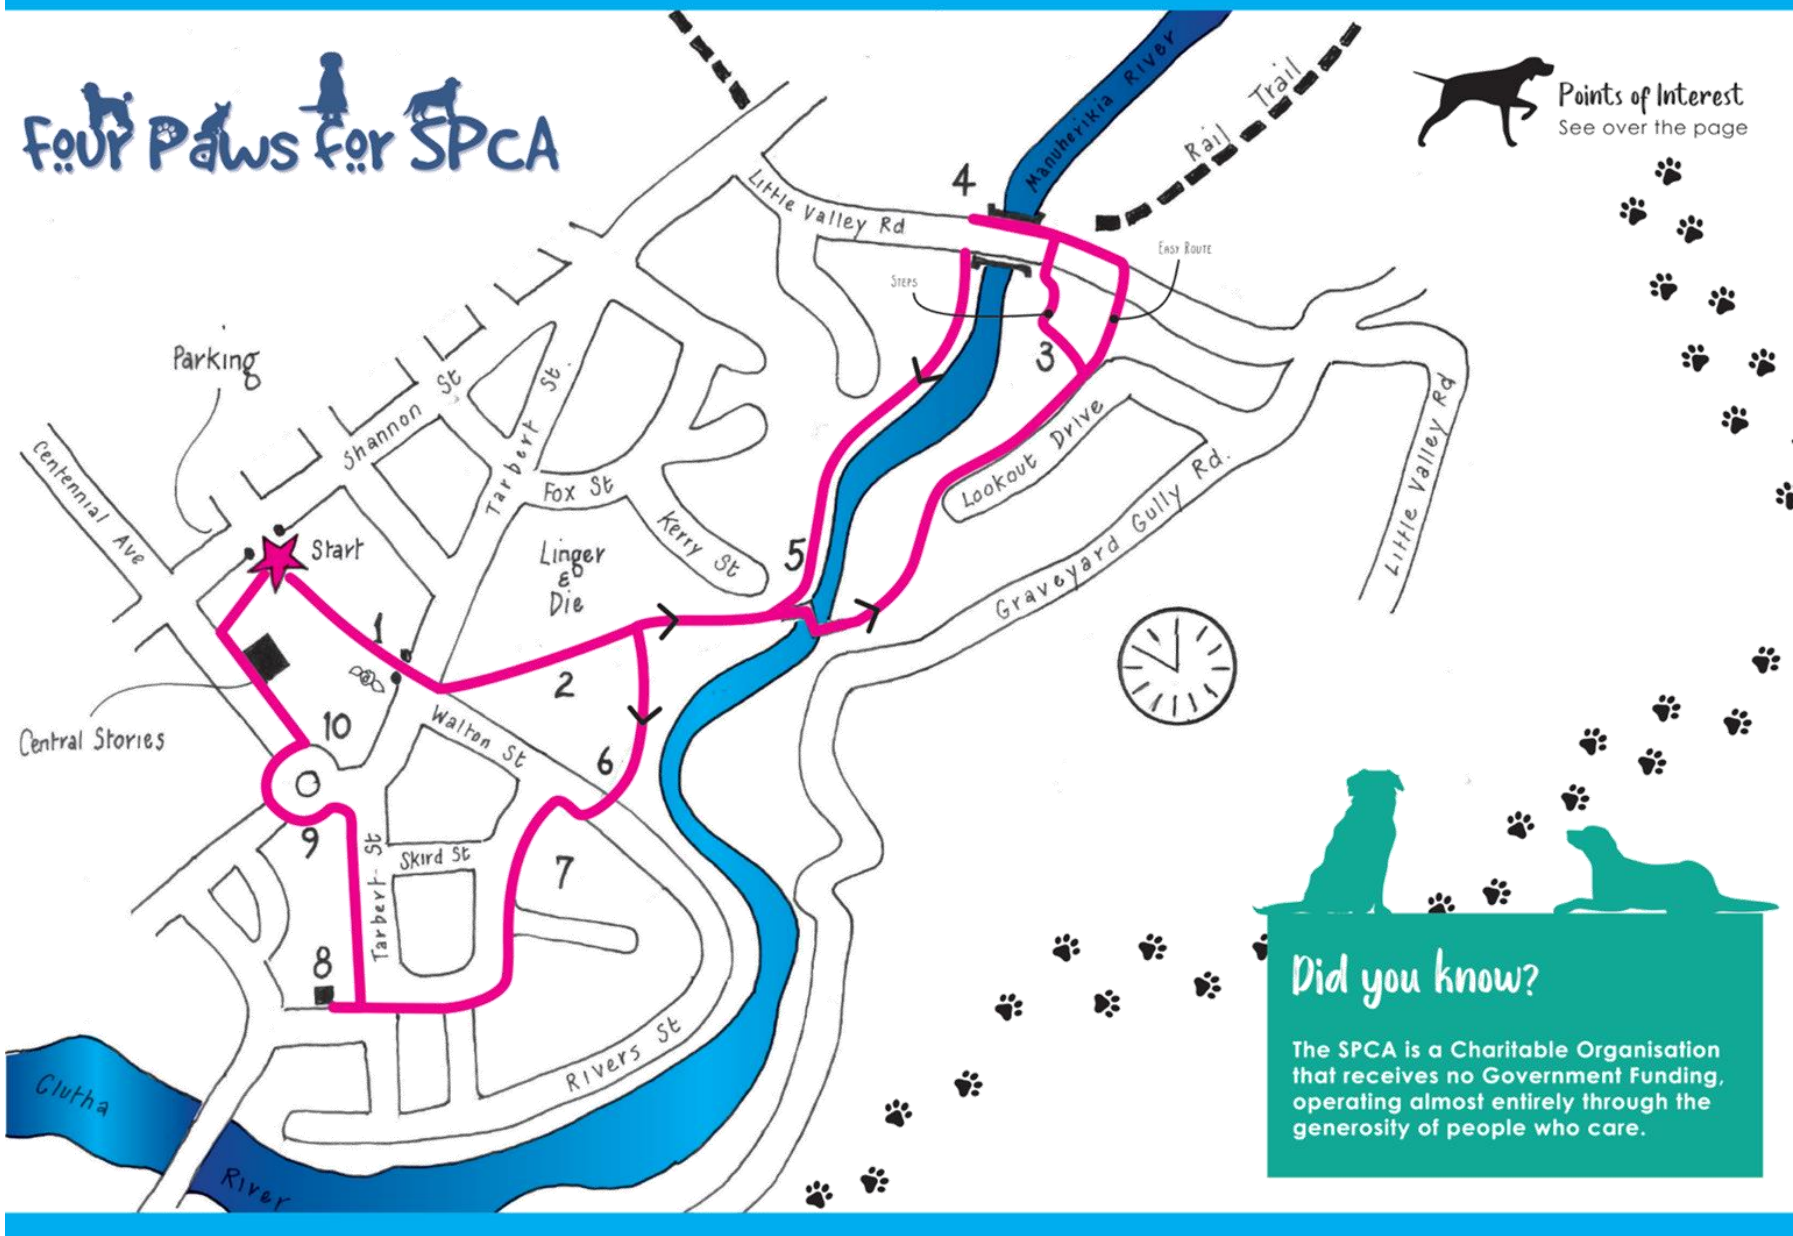 Four Paws for SPCA
Points of Interest
See over the page
Manuherikia River
Rail Trail
4
Little Valley Rd
Easy Route
Steps
3
Parking
Shannon St
Tarbert St.
Centennial Ave
Fox St
Kerry St
Lookout Drive
Graveyard Gully Rd.
Little Valley Rd
Start
Linger
&
Die
5
1
2
Central Stories
10
Walton St
6
9
Skird St
7
Tarbert St
8
Rivers St
Clutha
River
Did you know?
The SPCA is a Charitable Organisation
that receives no Government Funding,
operating almost entirely through the
generosity of people who care.